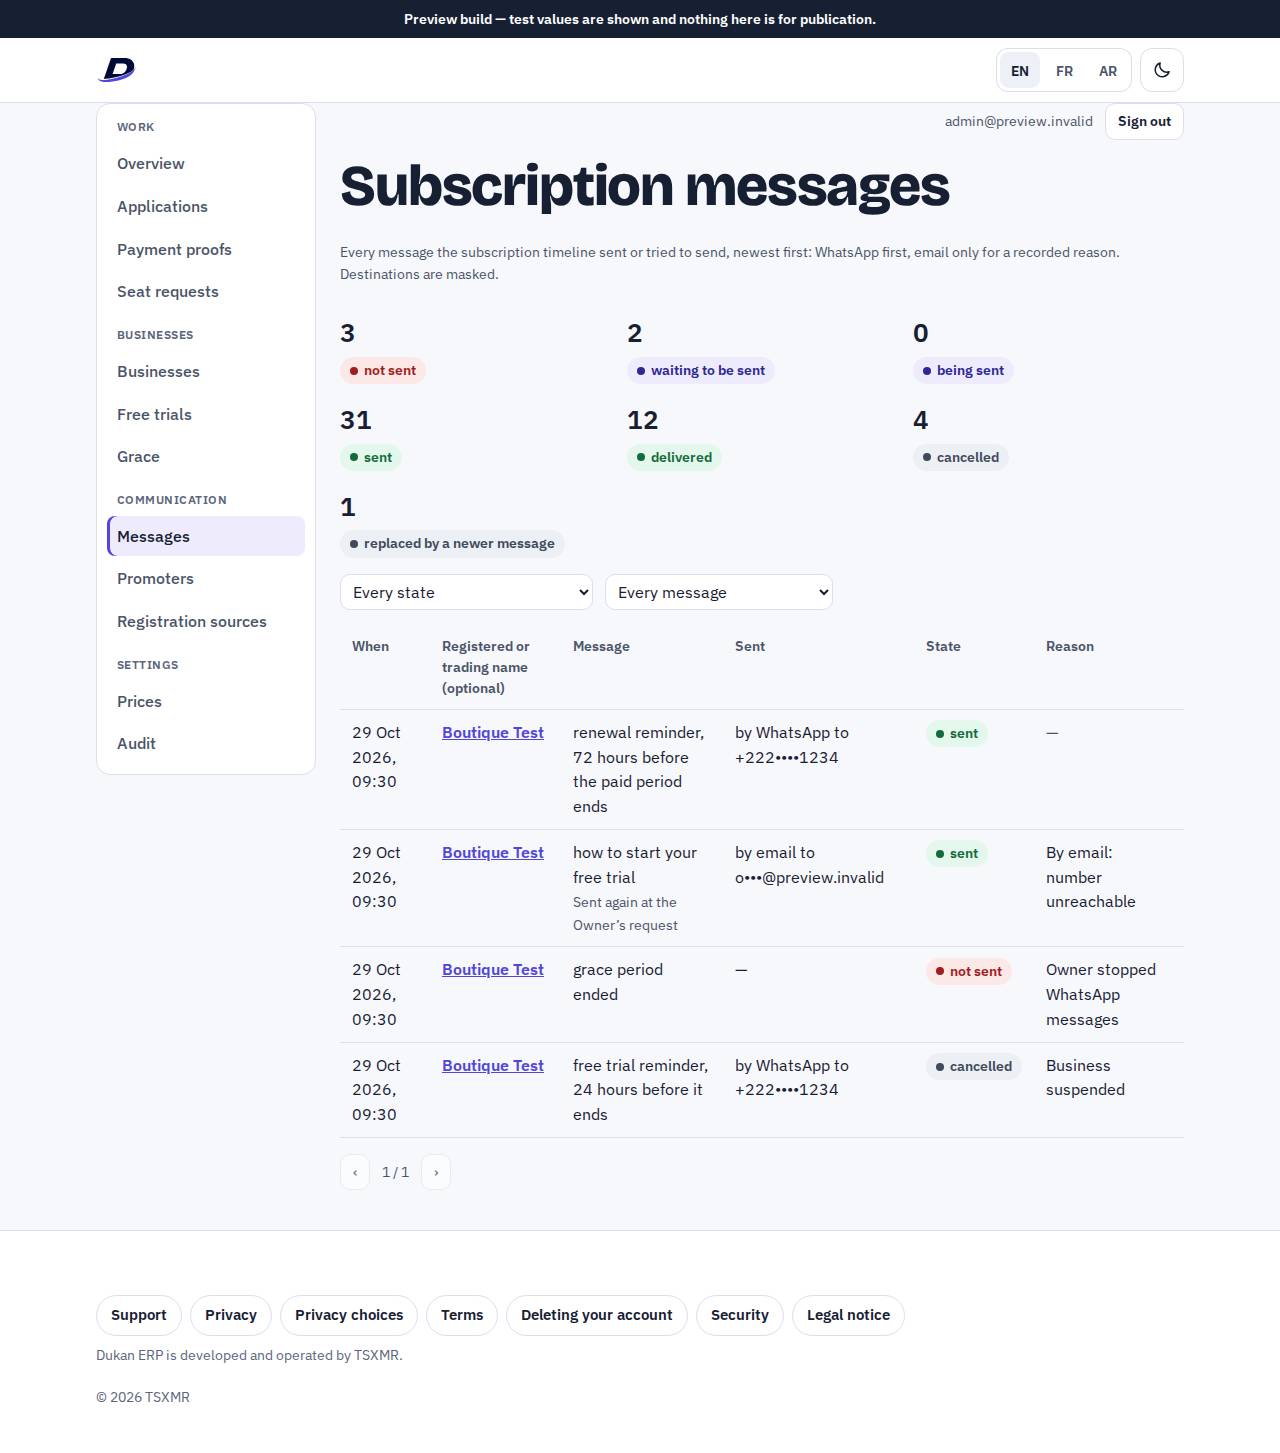 Preview build — test values are shown and nothing here is for publication.
EN FR AR
WORK
Overview
Applications
Payment proofs
Seat requests
BUSINESSES
Businesses
Free trials
Grace
COMMUNICATION
Messages
Promoters
Registration sources
SETTINGS
Prices
Audit
admin@preview.invalid Sign out
Subscription messages
Every message the subscription timeline sent or tried to send, newest first: WhatsApp first, email only for a recorded reason.
Destinations are masked.
3
not sent
2
waiting to be sent
0
being sent
31
sent
12
delivered
4
cancelled
1
replaced by a newer message
Every state
Every message
When
Registered or
trading name
(optional)
Message
Sent
State
Reason
29 Oct
2026,
09:30
Boutique Test
renewal reminder,
72 hours before
the paid period
ends
by WhatsApp to
+222••••1234
sent
—
29 Oct
2026,
09:30
Boutique Test
how to start your
free trial
Sent again at the
Owner’s request
by email to
o•••@preview.invalid
sent
By email:
number
unreachable
29 Oct
2026,
09:30
Boutique Test
grace period
ended
—
not sent
Owner stopped
WhatsApp
messages
29 Oct
2026,
09:30
Boutique Test
free trial reminder,
24 hours before it
ends
by WhatsApp to
+222••••1234
cancelled
Business
suspended
‹ 1 / 1 ›
Support Privacy Privacy choices Terms Deleting your account Security Legal notice
Dukan ERP is developed and operated by TSXMR.
© 2026 TSXMR